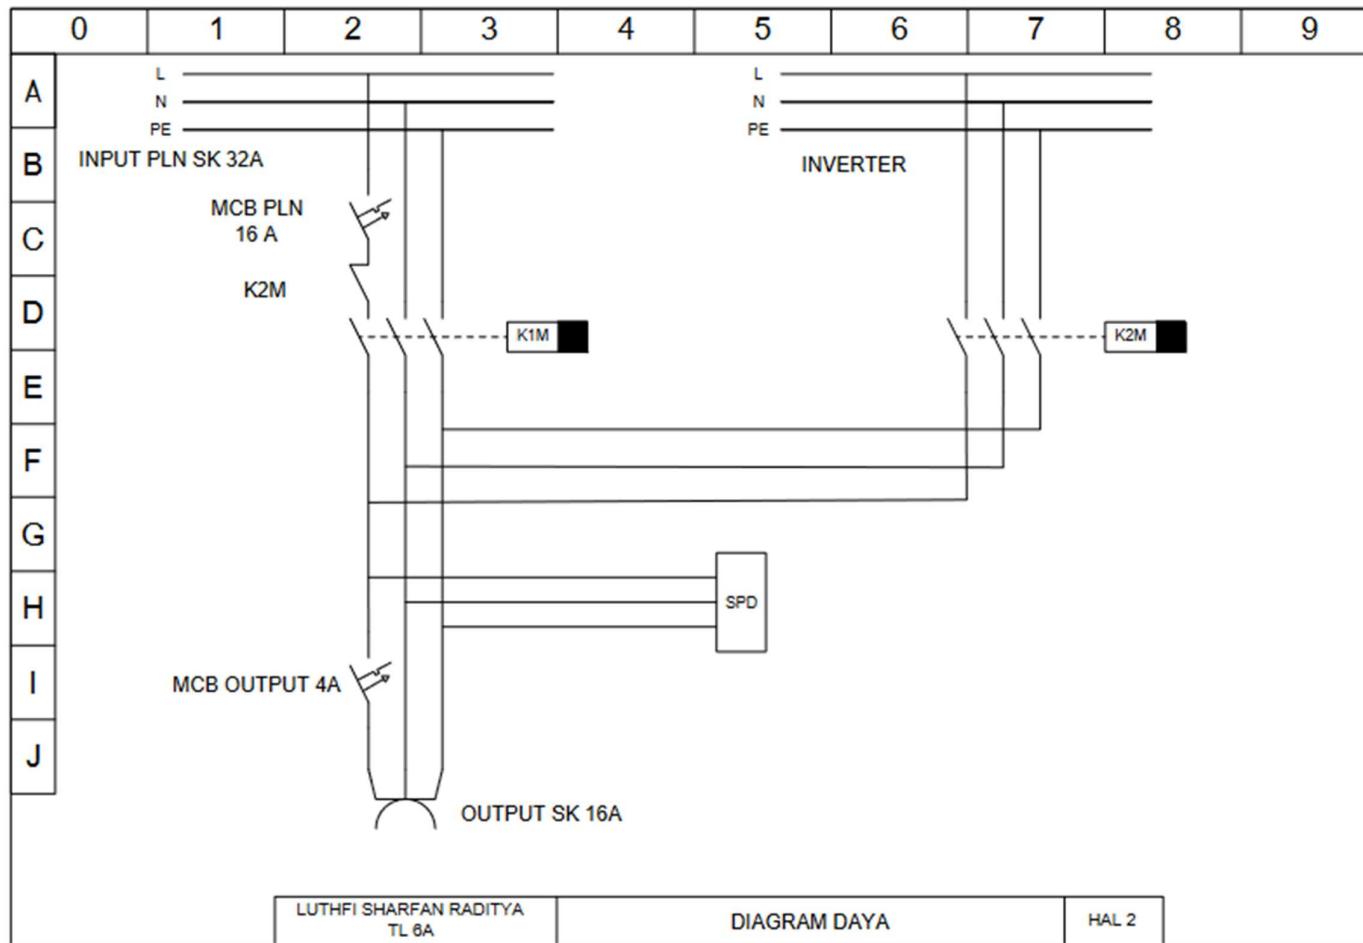 0 1 2 3 4 5 6 7 8 9
A
L
L
N
N
PE
PE
B
INPUT PLN SK 32A
INVERTER
MCB PLN
16 A
C
K2M
D
K1M
K2M
E
F
G
H
SPD
I
MCB OUTPUT 4A
J
OUTPUT SK 16A
LUTHFI SHARFAN RADITYA
TL 6A
DIAGRAM DAYA
HAL 2